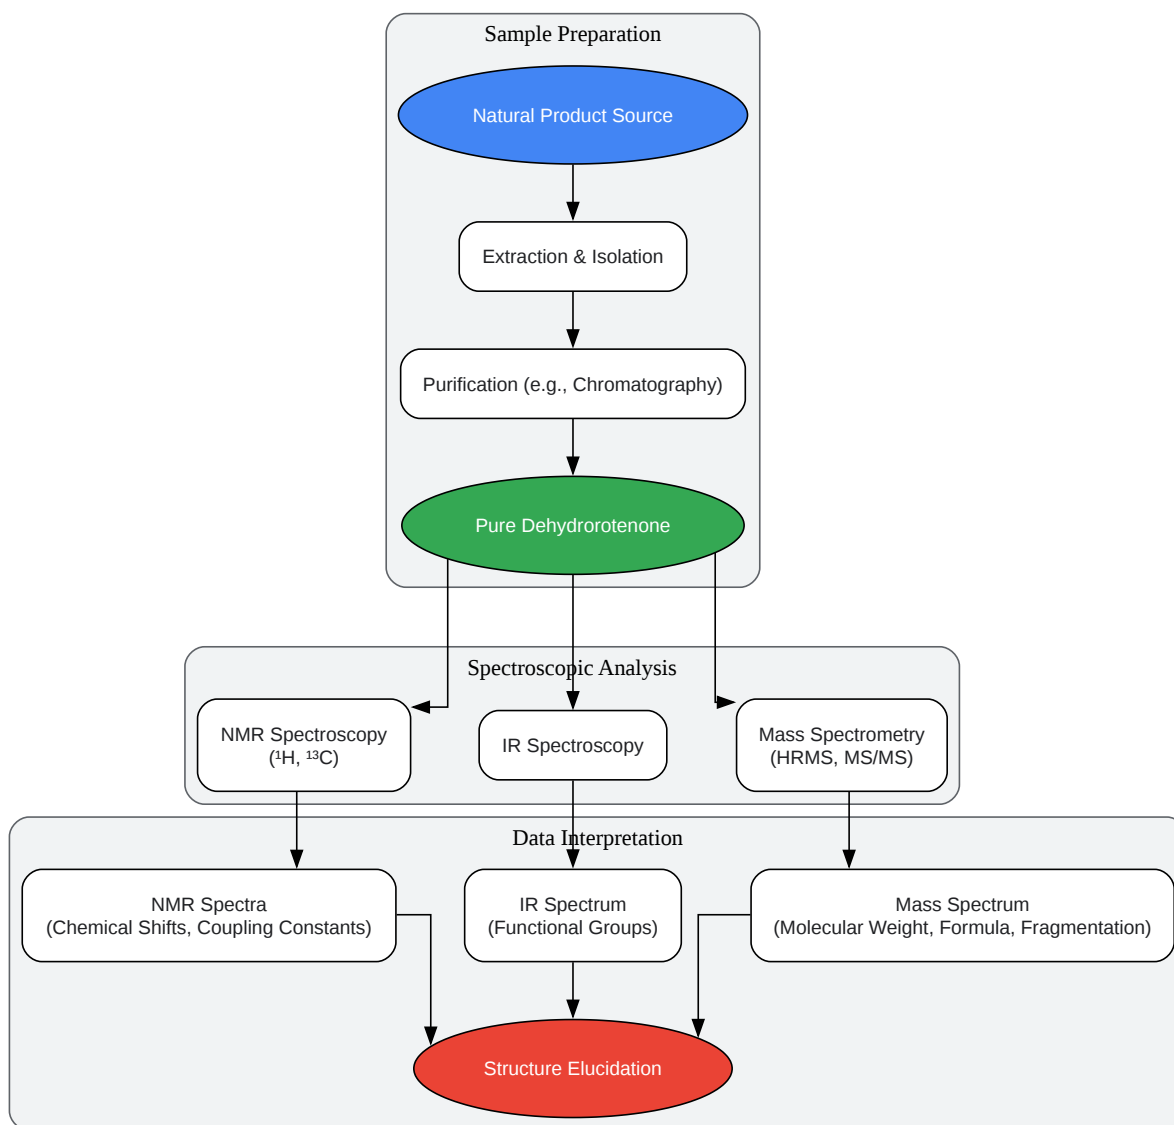 Sample Preparation
Natural Product Source
Extraction & Isolation
Purification (e.g., Chromatography)
Pure Dehydrorotenone
Spectroscopic Analysis
NMR Spectroscopy
(¹H, ¹³C)
IR Spectroscopy
Mass Spectrometry
(HRMS, MS/MS)
Data Interpretation
NMR Spectra
(Chemical Shifts, Coupling Constants)
IR Spectrum
(Functional Groups)
Mass Spectrum
(Molecular Weight, Formula, Fragmentation)
Structure Elucidation